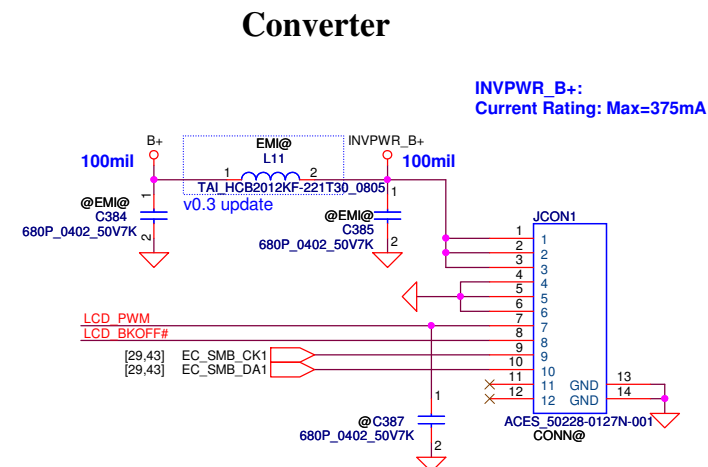 Converter
INVPWR_B+:
Current Rating: Max=375mA
B+
EMI@
INVPWR_B+
100mil
L11
100mil
1
2
TAI_HCB2012KF-221T30_0805
v0.3 update
1
@EMI@
C384
680P_0402_50V7K
2
1
@EMI@
C385
680P_0402_50V7K
2
JCON1
1 1
2 2
3 3
4 4
5 5
6 6
LCD_PWM 7 7
LCD_BKOFF# 8 8
[29,43] EC_SMB_CK1 9 9
[29,43] EC_SMB_DA1 10 10
11 11 GND 13
12 12 GND 14
1
@C387
680P_0402_50V7K
2
ACES_50228-0127N-001
CONN@